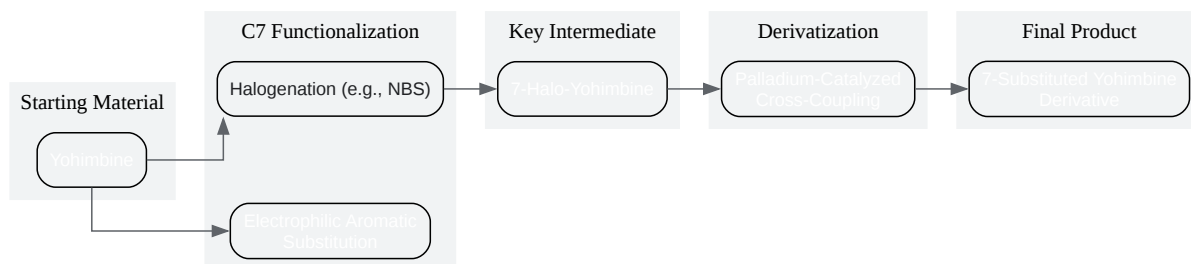 C7 Functionalization
Key Intermediate
Derivatization
Final Product
Starting Material
Halogenation (e.g., NBS)
7-Halo-Yohimbine
Palladium-Catalyzed
Cross-Coupling
7-Substituted Yohimbine
Derivative
Yohimbine
Electrophilic Aromatic
Substitution